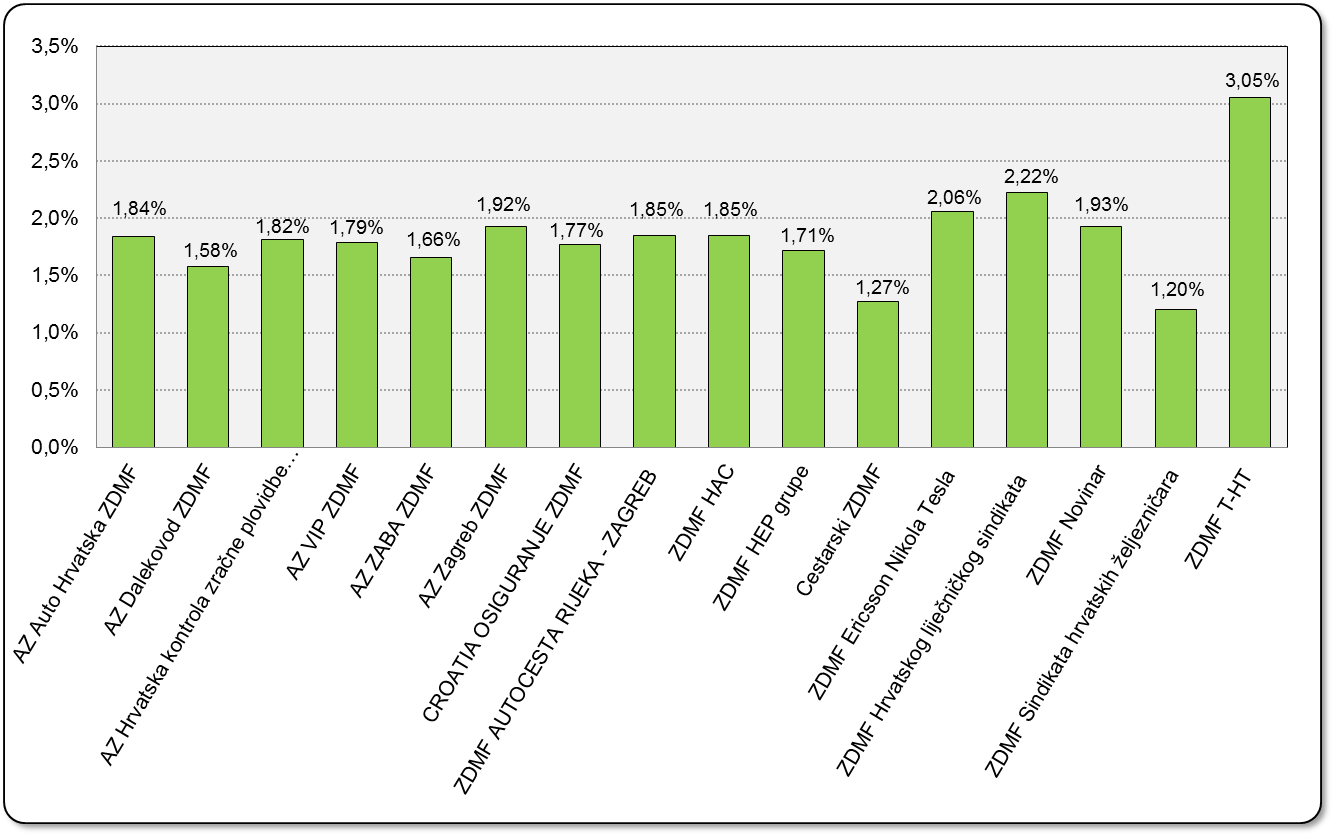 3,5%
3,0%
2,5%
2,0%
1,5%
1,0%
0,5%
0,0%
1,84%
1,58%
1,82%
1,79%
1,66%
1,92%
1,77%
1,85%
1,85%
1,71%
1,27%
2,06%
2,22%
1,93%
1,20%
3,05%
AZ Auto Hrvatska ZDMF
AZ Dalekovod ZDMF
AZ Hrvatska kontrola zračne plovidbe…
AZ VIP ZDMF
AZ ZABA ZDMF
AZ Zagreb ZDMF
CROATIA OSIGURANJE ZDMF
ZDMF AUTOCESTA RIJEKA - ZAGREB
ZDMF HAC
ZDMF HEP grupe
Cestarski ZDMF
ZDMF Ericsson Nikola Tesla
ZDMF Hrvatskog liječničkog sindikata
ZDMF Novinar
ZDMF Sindikata hrvatskih željezničara
ZDMF T-HT